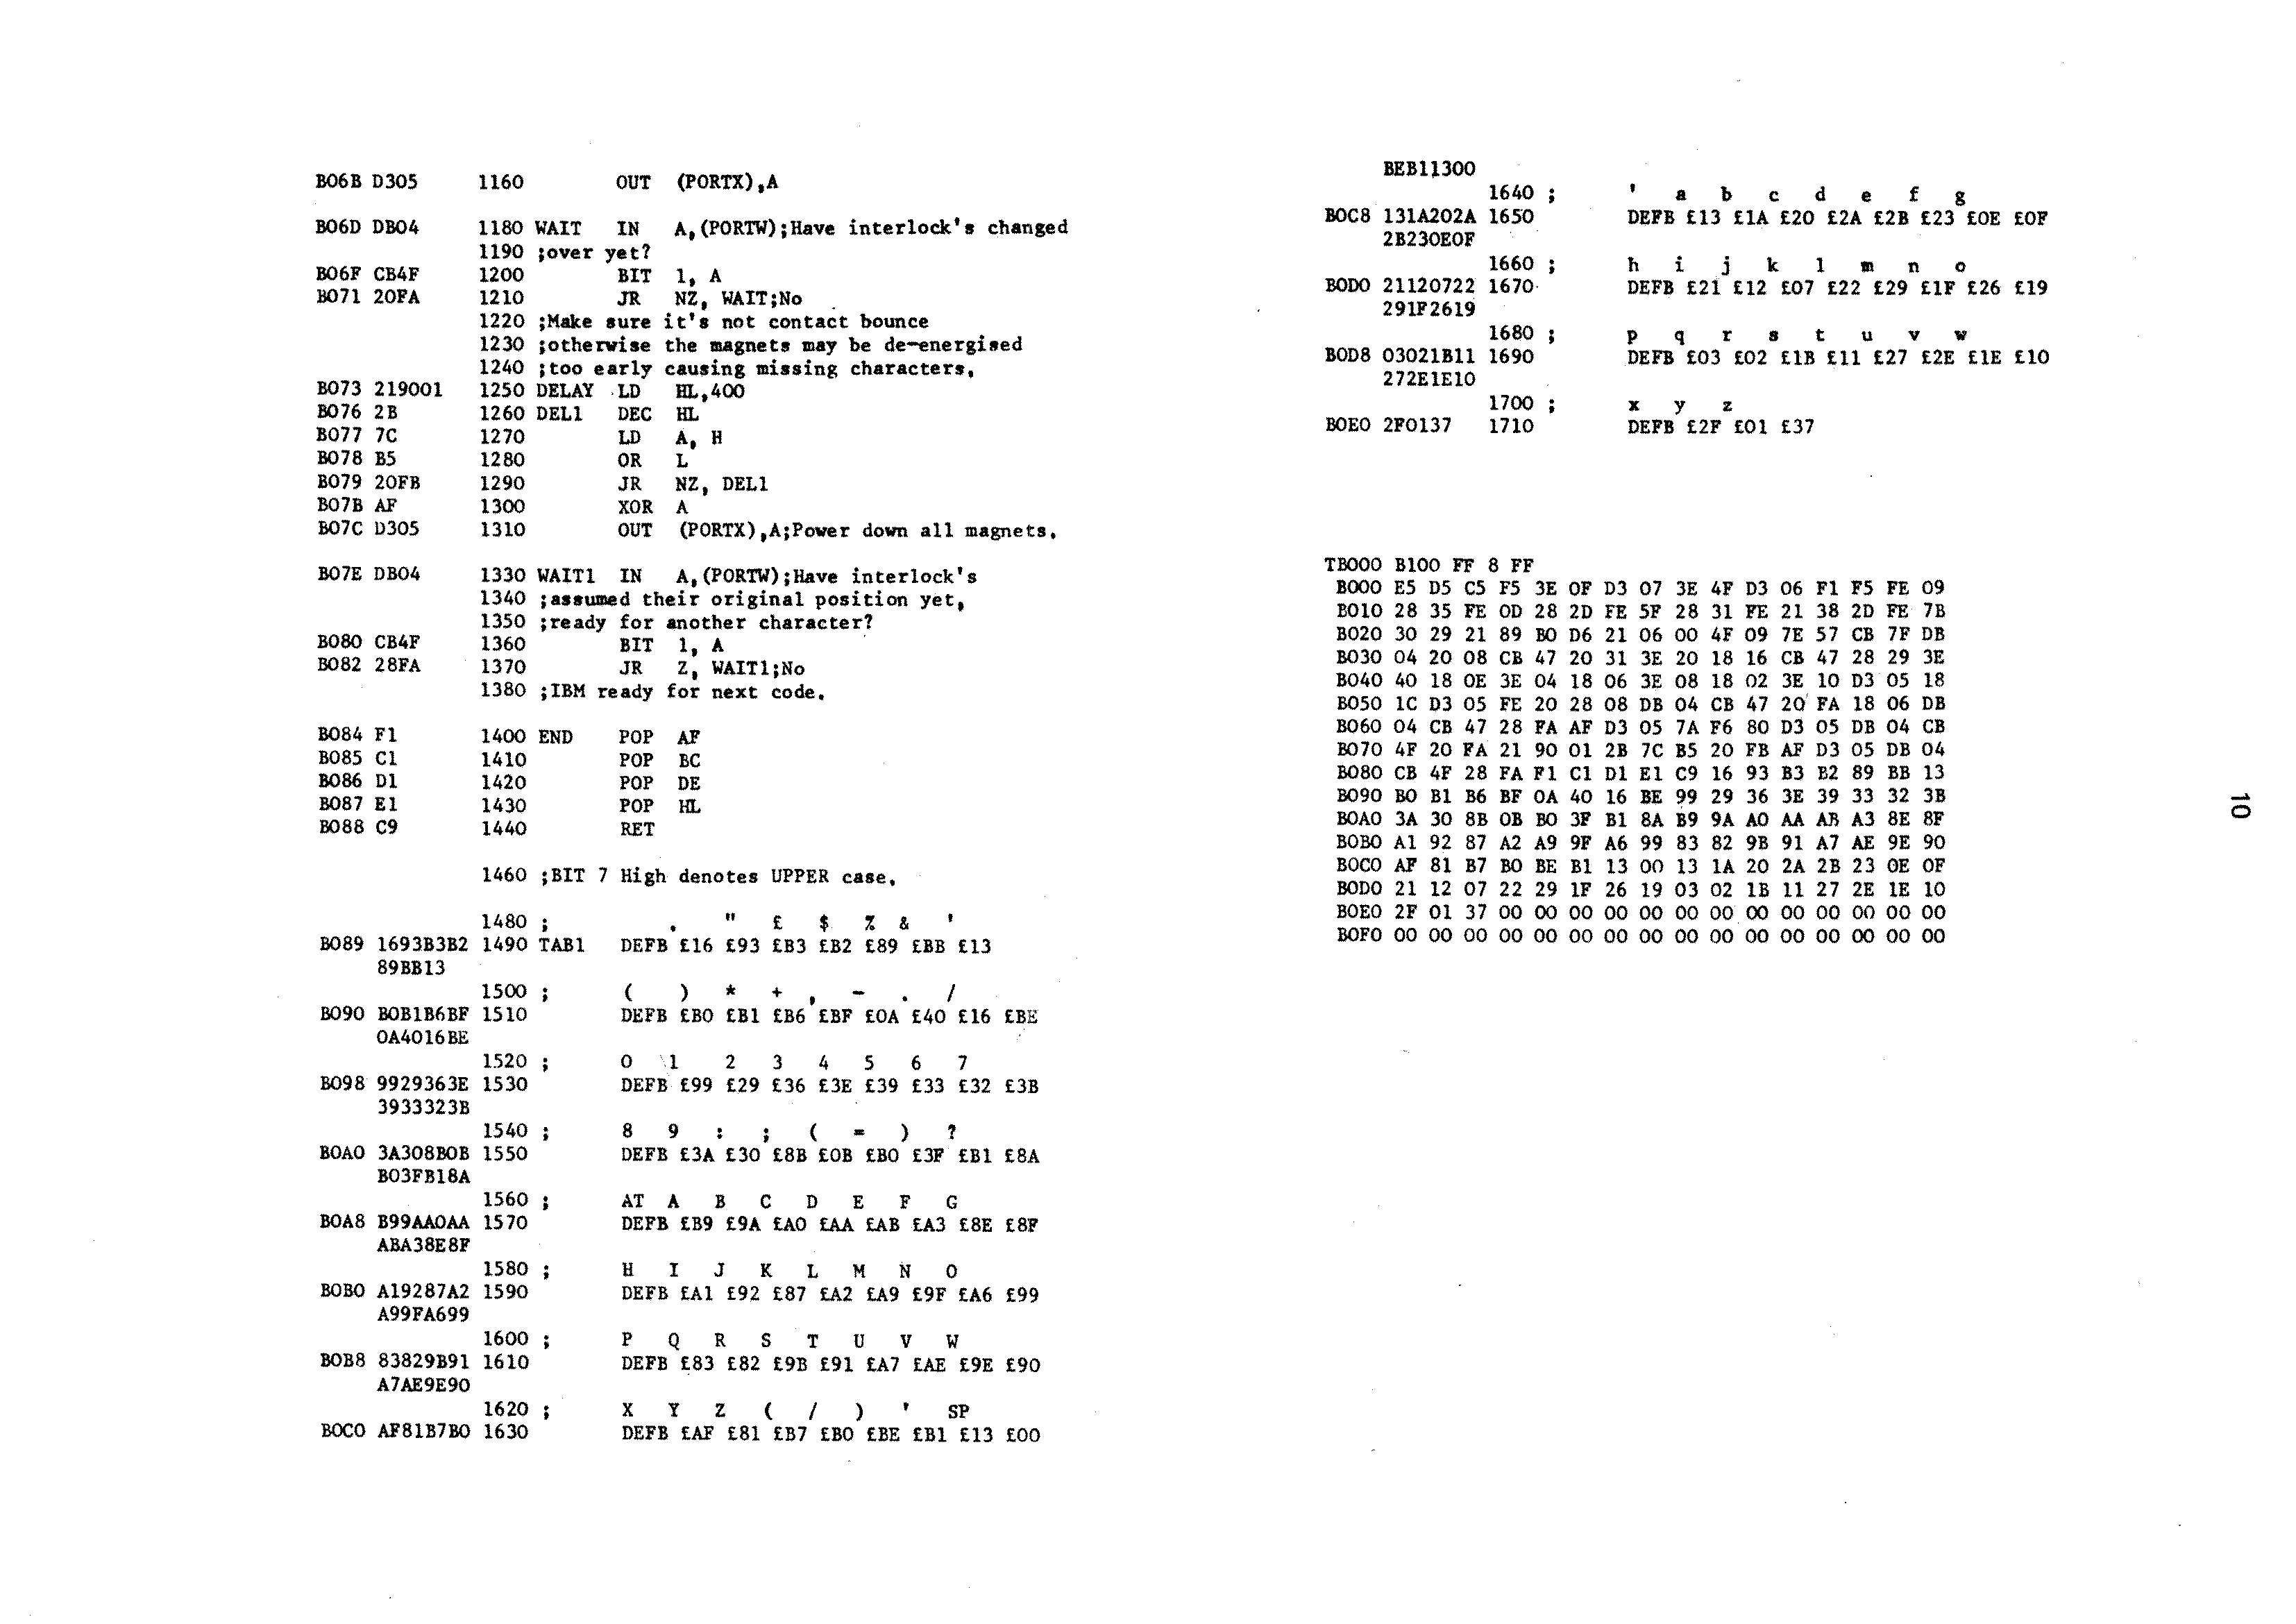 B06B D305 1160 OUT (PORTX),A
B06D DB04 1180 WAIT IN A,(PORTW);Have interlock's changed
1190 ;over yet?
B06F CB4F 1200 BIT 1, A
B071 20FA 1210 JR NZ, WAIT;No
1220 ;Make sure it's not contact bounce
1230 ;otherwise the magnets may be de-energised
1240 ;too early causing missing characters.
B073 219001 1250 DELAY LD HL,400
B076 2B 1260 DEL1 DEC HL
B077 7C 1270 LD A, H
B078 B5 1280 OR L
B079 20FB 1290 JR NZ, DEL1
B07B AF 1300 XOR A
B07C D305 1310 OUT (PORTX),A;Power down all magnets.
B07E DB04 1330 WAIT1 IN A,(PORTW);Have interlock's
1340 ;assumed their original position yet,
1350 ;ready for another character?
B080 CB4F 1360 BIT 1, A
B082 28FA 1370 JR Z, WAIT1;No
1380 ;IBM ready for next code.
B084 F1 1400 END POP AF
B085 C1 1410 POP BC
B086 D1 1420 POP DE
B087 E1 1430 POP HL
B088 C9 1440 RET
1460 ;BIT 7 High denotes UPPER case.
1480 ; . " £ $ % & '
B089 1693B3B2 1490 TAB1 DEFB £16 £93 £B3 £B2 £89 £BB £13
89BB13
1500 ; ( ) * + , - . /
B090 B0B1B6BF 1510 DEFB £B0 £B1 £B6 £BF £0A £40 £16 £BE
0A4016BE
1520 ; 0 1 2 3 4 5 6 7
B098 9929363E 1530 DEFB £99 £29 £36 £3E £39 £33 £32 £3B
3933323B
1540 ; 8 9 : ; ( = ) ?
B0A0 3A308B0B 1550 DEFB £3A £30 £8B £0B £B0 £3F £B1 £8A
B03FB18A
1560 ; AT A B C D E F G
B0A8 B99AA0AA 1570 DEFB £B9 £9A £A0 £AA £AB £A3 £8E £8F
ABA38E8F
1580 ; H I J K L M N O
B0B0 A19287A2 1590 DEFB £A1 £92 £87 £A2 £A9 £9F £A6 £99
A99FA699
1600 ; P Q R S T U V W
B0B8 83829B91 1610 DEFB £83 £82 £9B £91 £A7 £AE £9E £90
A7AE9E90
1620 ; X Y Z ( / ) ' SP
B0C0 AF81B7B0 1630 DEFB £AF £81 £B7 £B0 £BE £B1 £13 £00
BEB11300
1640 ; ' a b c d e f g
B0C8 131A202A 1650 DEFB £13 £1A £20 £2A £2B £23 £0E £0F
2B230E0F
1660 ; h i j k l m n o
B0D0 21120722 1670 DEFB £21 £12 £07 £22 £29 £1F £26 £19
291F2619
1680 ; p q r s t u v w
B0D8 03021B11 1690 DEFB £03 £02 £1B £11 £27 £2E £1E £10
272E1E10
1700 ; x y z
B0E0 2F0137 1710 DEFB £2F £01 £37
TB000 B100 FF 8 FF
B000 E5 D5 C5 F5 3E 0F D3 07 3E 4F D3 06 F1 F5 FE 09
B010 28 35 FE 0D 28 2D FE 5F 28 31 FE 21 38 2D FE 7B
B020 30 29 21 89 B0 D6 21 06 00 4F 09 7E 57 CB 7F DB
B030 04 20 08 CB 47 20 31 3E 20 18 16 CB 47 28 29 3E
B040 40 18 0E 3E 04 18 06 3E 08 18 02 3E 10 D3 05 18
B050 1C D3 05 FE 20 28 08 DB 04 CB 47 20 FA 18 06 DB
B060 04 CB 47 28 FA AF D3 05 7A F6 80 D3 05 DB 04 CB
B070 4F 20 FA 21 90 01 2B 7C B5 20 FB AF D3 05 DB 04
B080 CB 4F 28 FA F1 C1 D1 E1 C9 16 93 B3 B2 89 BB 13
B090 B0 B1 B6 BF 0A 40 16 BE 99 29 36 3E 39 33 32 3B
B0A0 3A 30 8B 0B B0 3F B1 8A B9 9A A0 AA AB A3 8E 8F
B0B0 A1 92 87 A2 A9 9F A6 99 83 82 9B 91 A7 AE 9E 90
B0C0 AF 81 B7 B0 BE B1 13 00 13 1A 20 2A 2B 23 0E 0F
B0D0 21 12 07 22 29 1F 26 19 03 02 1B 11 27 2E 1E 10
B0E0 2F 01 37 00 00 00 00 00 00 00 00 00 00 00 00 00
B0F0 00 00 00 00 00 00 00 00 00 00 00 00 00 00 00 00
10